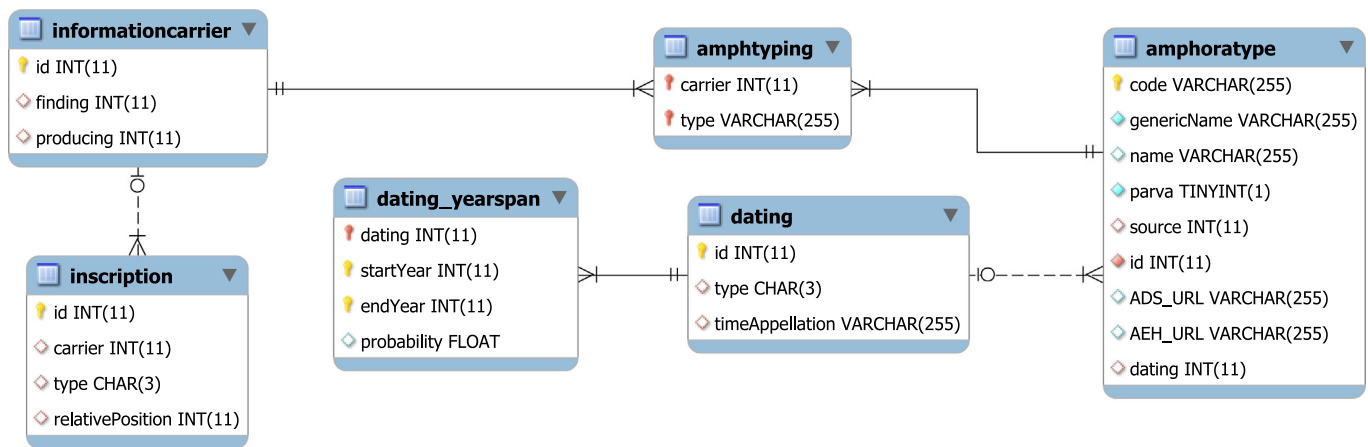 informationcarrier
id INT(11)
finding INT(11)
producing INT(11)
amphtyping
carrier INT(11)
type VARCHAR(255)
amphoratype
code VARCHAR(255)
genericName VARCHAR(255)
name VARCHAR(255)
parva TINYINT(1)
source INT(11)
id INT(11)
ADS_URL VARCHAR(255)
AEH_URL VARCHAR(255)
dating INT(11)
dating_yearspan
dating INT(11)
startYear INT(11)
endYear INT(11)
probability FLOAT
dating
id INT(11)
type CHAR(3)
timeAppellation VARCHAR(255)
inscription
id INT(11)
carrier INT(11)
type CHAR(3)
relativePosition INT(11)